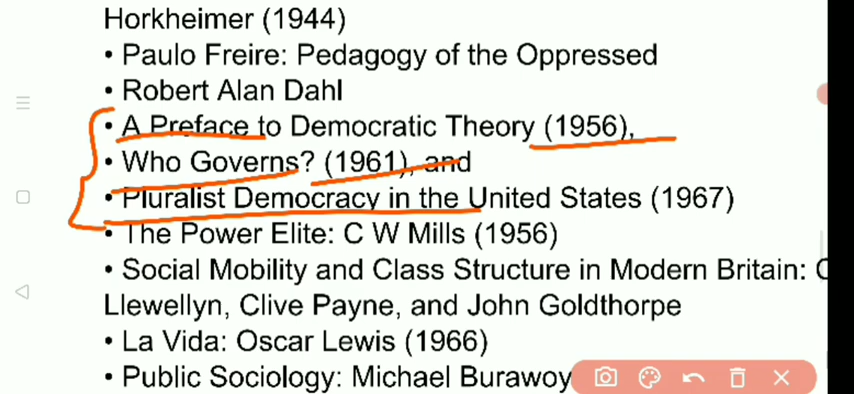 Horkheimer (1944)
• Paulo Freire: Pedagogy of the Oppressed
• Robert Alan Dahl
• A Preface to Democratic Theory (1956),
• Who Governs? (1961), and
• Pluralist Democracy in the United States (1967)
• The Power Elite: C W Mills (1956)
• Social Mobility and Class Structure in Modern Britain:
Llewellyn, Clive Payne, and John Goldthorpe
• La Vida: Oscar Lewis (1966)
• Public Sociology: Michael Burawoy